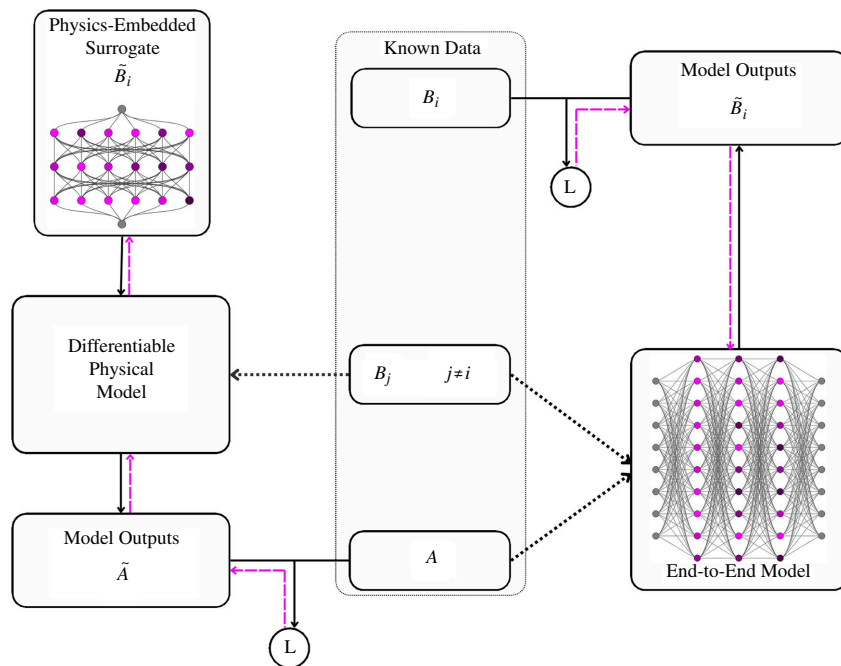 Physics-Embedded
Surrogate
B̃ᵢ
Known Data
Bᵢ
Model Outputs
B̃ᵢ
L
Differentiable
Physical
Model
Bⱼ j≠i
Model Outputs
Ã
A
End-to-End Model
L